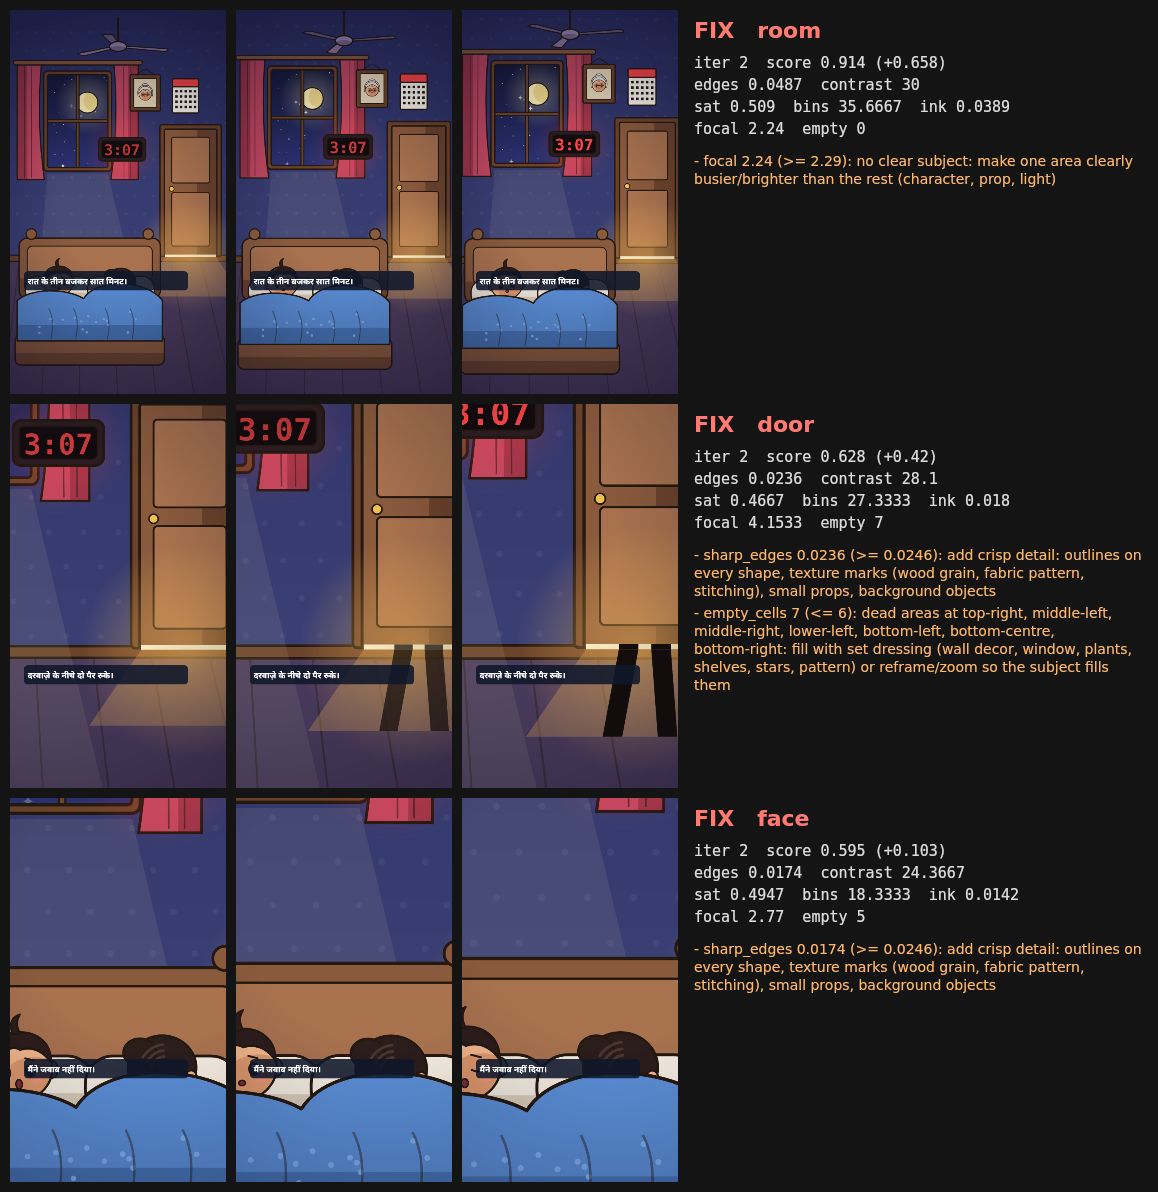 3:07
रात के तीन बजकर सात मिनट।
3:07
रात के तीन बजकर सात मिनट।
3:07
रात के तीन बजकर सात मिनट।
FIX room
iter 2 score 0.914 (+0.658)
edges 0.0487 contrast 30
sat 0.509 bins 35.6667 ink 0.0389
focal 2.24 empty 0
- focal 2.24 (>= 2.29): no clear subject: make one area clearly
busier/brighter than the rest (character, prop, light)
3:07
दरवाज़े के नीचे दो पैर रुके।
3:07
दरवाज़े के नीचे दो पैर रुके।
3:07
दरवाज़े के नीचे दो पैर रुके।
FIX door
iter 2 score 0.628 (+0.42)
edges 0.0236 contrast 28.1
sat 0.4667 bins 27.3333 ink 0.018
focal 4.1533 empty 7
- sharp_edges 0.0236 (>= 0.0246): add crisp detail: outlines on
every shape, texture marks (wood grain, fabric pattern,
stitching), small props, background objects
- empty_cells 7 (<= 6): dead areas at top-right, middle-left,
middle-right, lower-left, bottom-left, bottom-centre,
bottom-right: fill with set dressing (wall decor, window, plants,
shelves, stars, pattern) or reframe/zoom so the subject fills
them
मैंने जवाब नहीं दिया।
मैंने जवाब नहीं दिया।
मैंने जवाब नहीं दिया।
FIX face
iter 2 score 0.595 (+0.103)
edges 0.0174 contrast 24.3667
sat 0.4947 bins 18.3333 ink 0.0142
focal 2.77 empty 5
- sharp_edges 0.0174 (>= 0.0246): add crisp detail: outlines on
every shape, texture marks (wood grain, fabric pattern,
stitching), small props, background objects